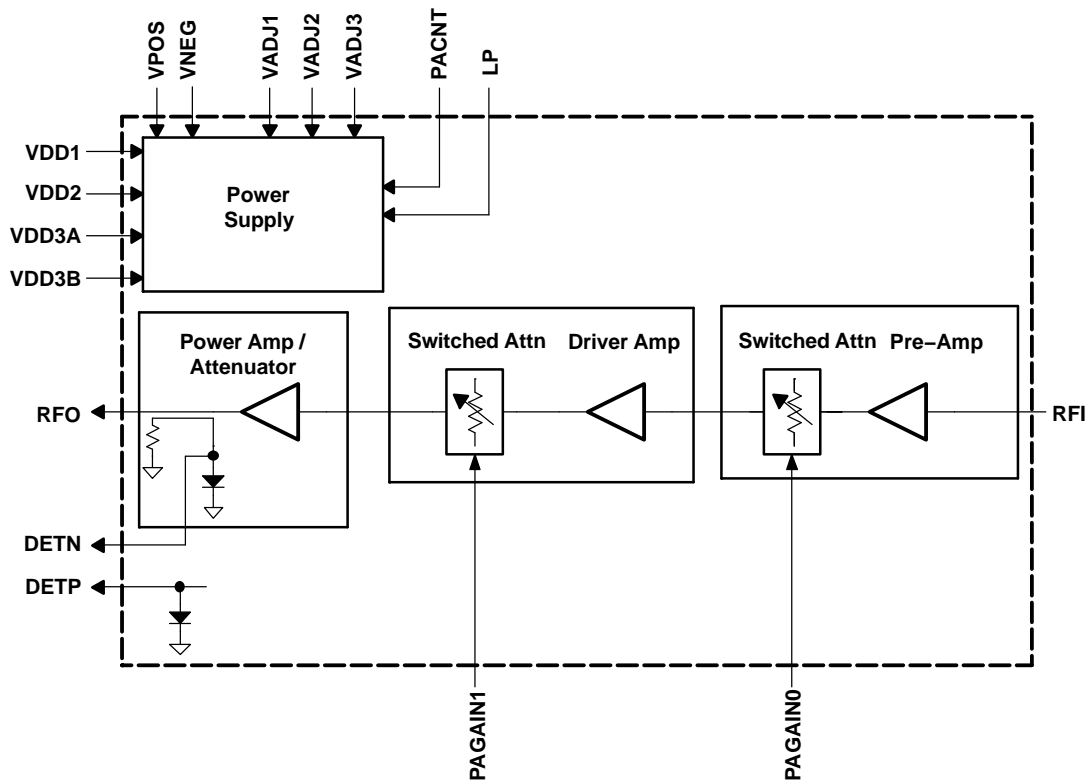 VPOS
VNEG
VADJ1
VADJ2
VADJ3
PACNT
LP
VDD1
VDD2
VDD3A
VDD3B
Power
Supply
Power Amp /
Attenuator
Switched Attn
Driver Amp
Switched Attn
Pre−Amp
RFO
RFI
DETN
DETP
PAGAIN1
PAGAIN0